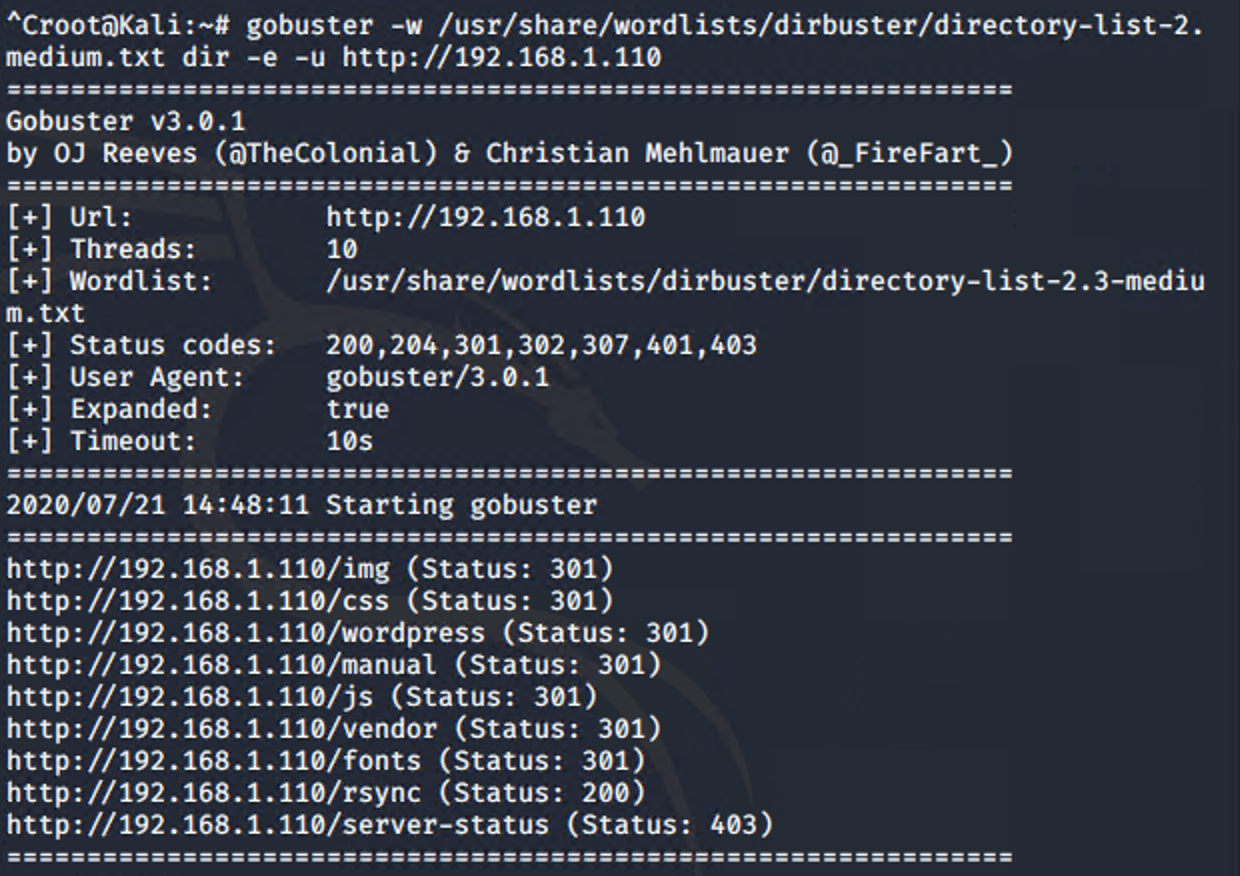 ^Croot@Kali:~# gobuster -w /usr/share/wordlists/dirbuster/directory-list-2.
medium.txt dir -e -u http://192.168.1.110
===============================================================
Gobuster v3.0.1
by OJ Reeves (@TheColonial) & Christian Mehlmauer (@_FireFart_)
===============================================================
[+] Url:            http://192.168.1.110
[+] Threads:        10
[+] Wordlist:       /usr/share/wordlists/dirbuster/directory-list-2.3-mediu
m.txt
[+] Status codes:   200,204,301,302,307,401,403
[+] User Agent:     gobuster/3.0.1
[+] Expanded:       true
[+] Timeout:        10s
===============================================================
2020/07/21 14:48:11 Starting gobuster
===============================================================
http://192.168.1.110/img (Status: 301)
http://192.168.1.110/css (Status: 301)
http://192.168.1.110/wordpress (Status: 301)
http://192.168.1.110/manual (Status: 301)
http://192.168.1.110/js (Status: 301)
http://192.168.1.110/vendor (Status: 301)
http://192.168.1.110/fonts (Status: 301)
http://192.168.1.110/rsync (Status: 200)
http://192.168.1.110/server-status (Status: 403)
===============================================================